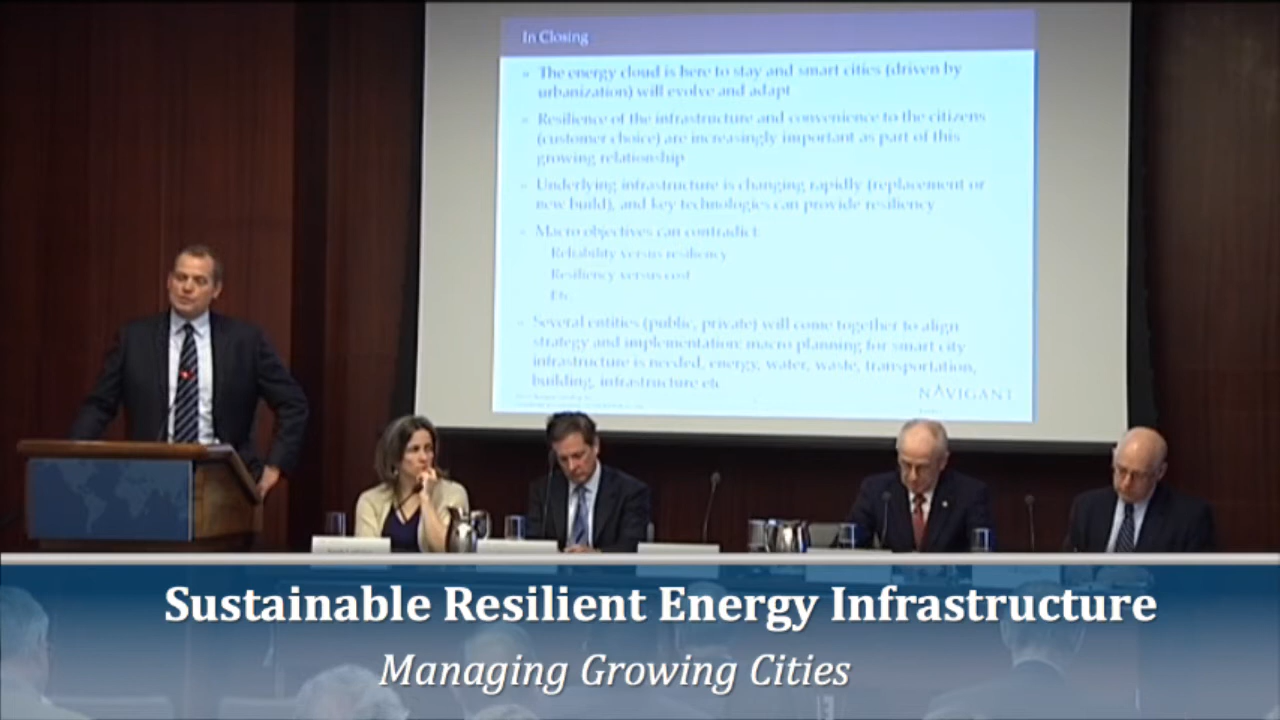 In Closing
The energy cloud is here to stay and smart cities (driven by
urbanization) will evolve and adapt
Resilience of the infrastructure and convenience to the citizens
(customer choice) are increasingly important as part of this
growing relationship
Underlying infrastructure is changing rapidly (replacement or
new build), and key technologies can provide resiliency
Macro objectives can contradict:
Reliability versus resiliency
Resiliency versus cost
Etc.
Several entities (public, private) will come together to align
strategy and implementation: macro planning for smart city
infrastructure is needed, energy, water, waste, transportation,
building, infrastructure etc
NAVIGANT
Sustainable Resilient Energy Infrastructure
Managing Growing Cities